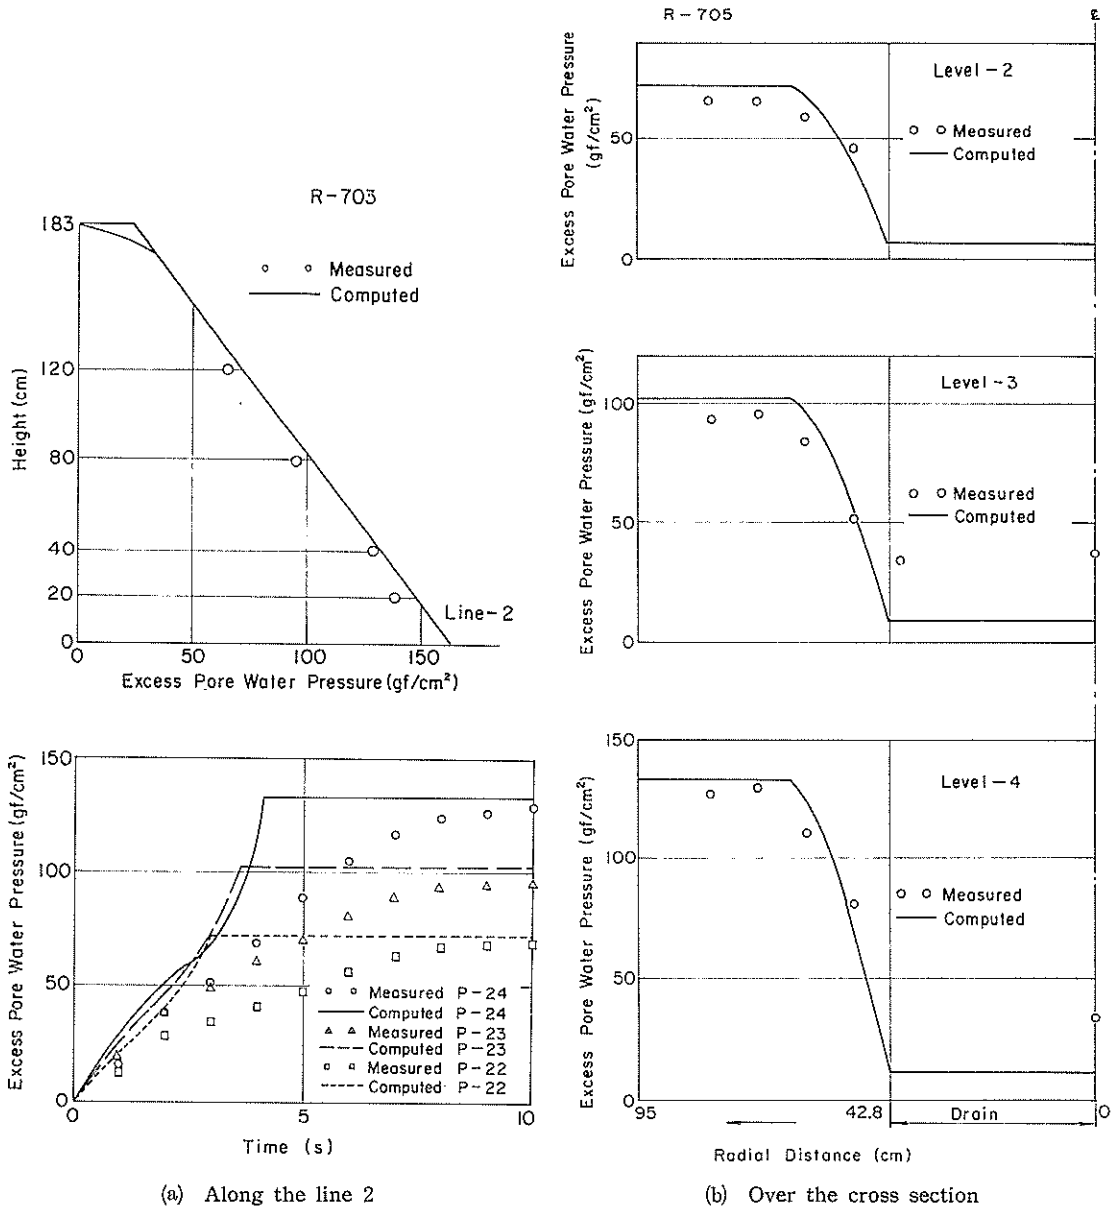 R-703
Measured
Computed
183
120
80
40
20
0
Height (cm)
Line-2
0
50
100
150
Excess Pore Water Pressure (gf/cm²)
150
100
50
0
Excess Pore Water Pressure (gf/cm²)
Measured P-24
Computed P-24
Measured P-23
Computed P-23
Measured P-22
Computed P-22
0
5
10
Time (s)
(a) Along the line 2
R-705
℄
Level-2
Measured
Computed
50
0
Excess Pore Water Pressure
(gf/cm²)
Level-3
Measured
Computed
100
50
0
Excess Pore Water Pressure (gf/cm²)
Level-4
Measured
Computed
150
100
50
0
Excess Pore Water Pressure (gf/cm²)
95
42.8
Drain
0
Radial Distance (cm)
(b) Over the cross section